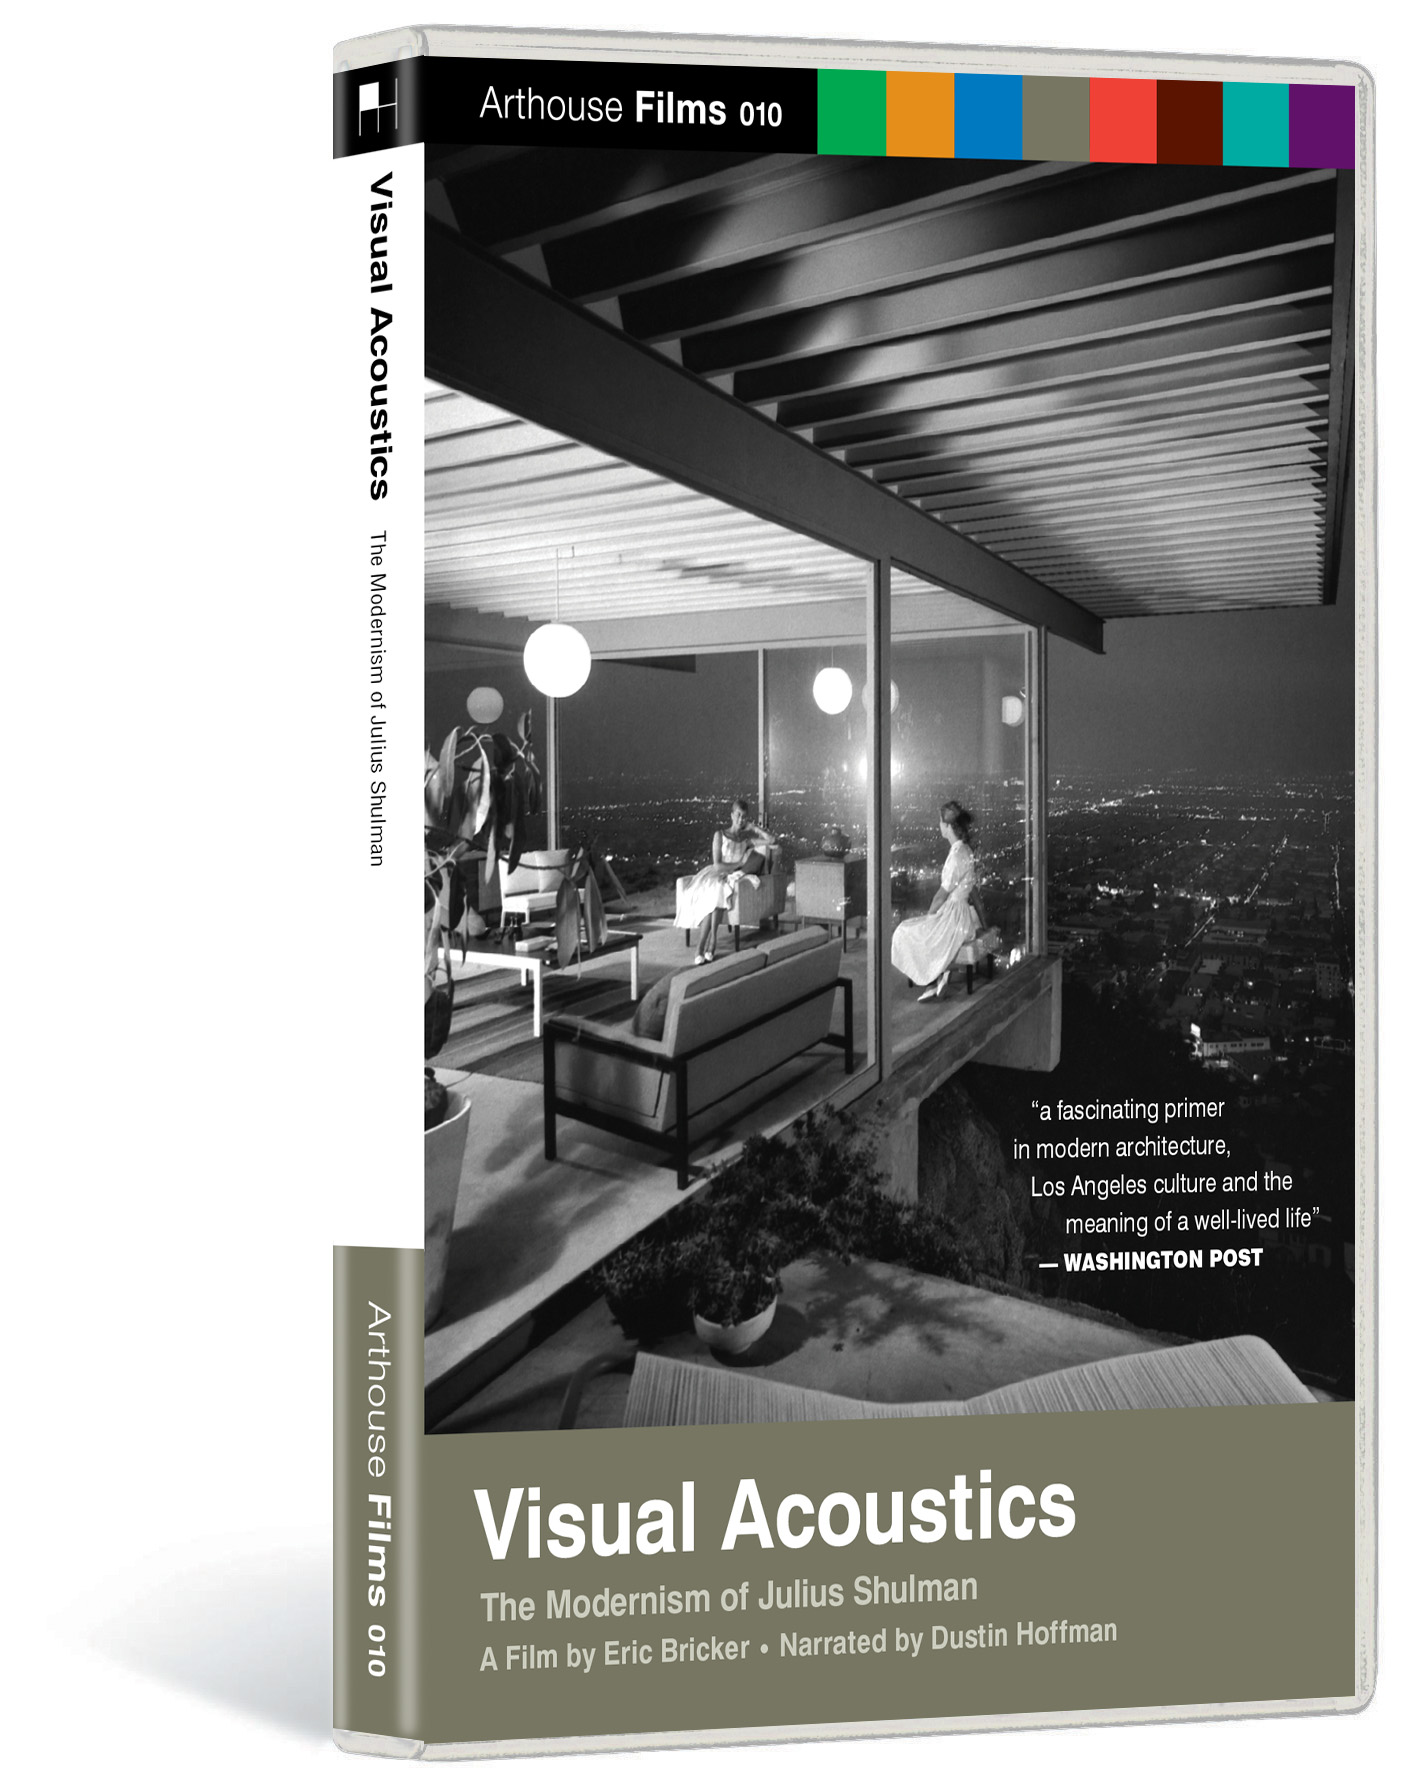 Arthouse Films 010
Visual Acoustics The Modernism of Julius Shulman
Arthouse Films 010
“a fascinating primer
in modern architecture,
Los Angeles culture and the
meaning of a well-lived life”
— WASHINGTON POST
Visual Acoustics
The Modernism of Julius Shulman
A Film by Eric Bricker • Narrated by Dustin Hoffman